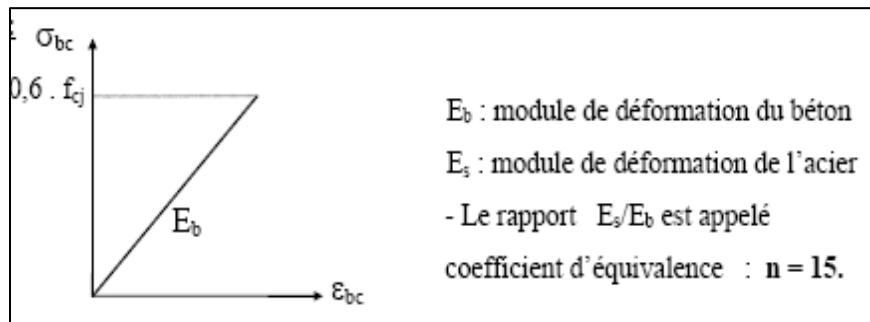 σbc
0,6 . fcj
Eb
εbc
Eb : module de déformation du béton
Es : module de déformation de l’acier
- Le rapport Es/Eb est appelé
coefficient d’équivalence : n = 15.